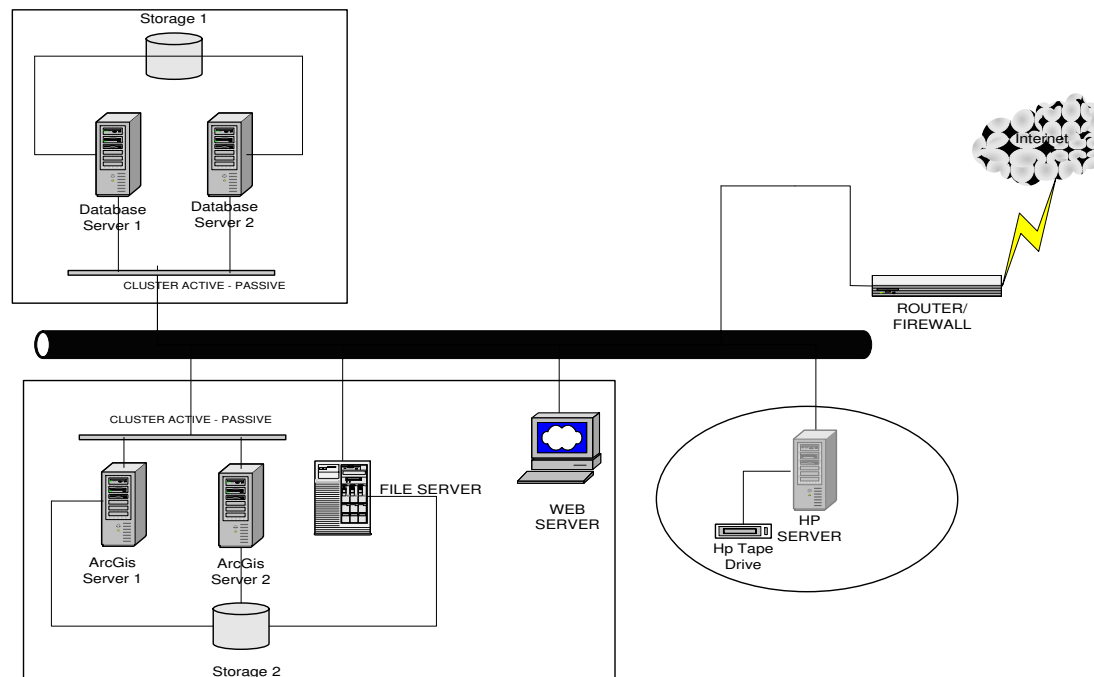 Storage 1
Database
Server 1
Database
Server 2
CLUSTER ACTIVE - PASSIVE
Internet
ROUTER/
FIREWALL
CLUSTER ACTIVE - PASSIVE
ArcGis
Server 1
ArcGis
Server 2
FILE SERVER
WEB
SERVER
HP
SERVER
Hp Tape
Drive
Storage 2